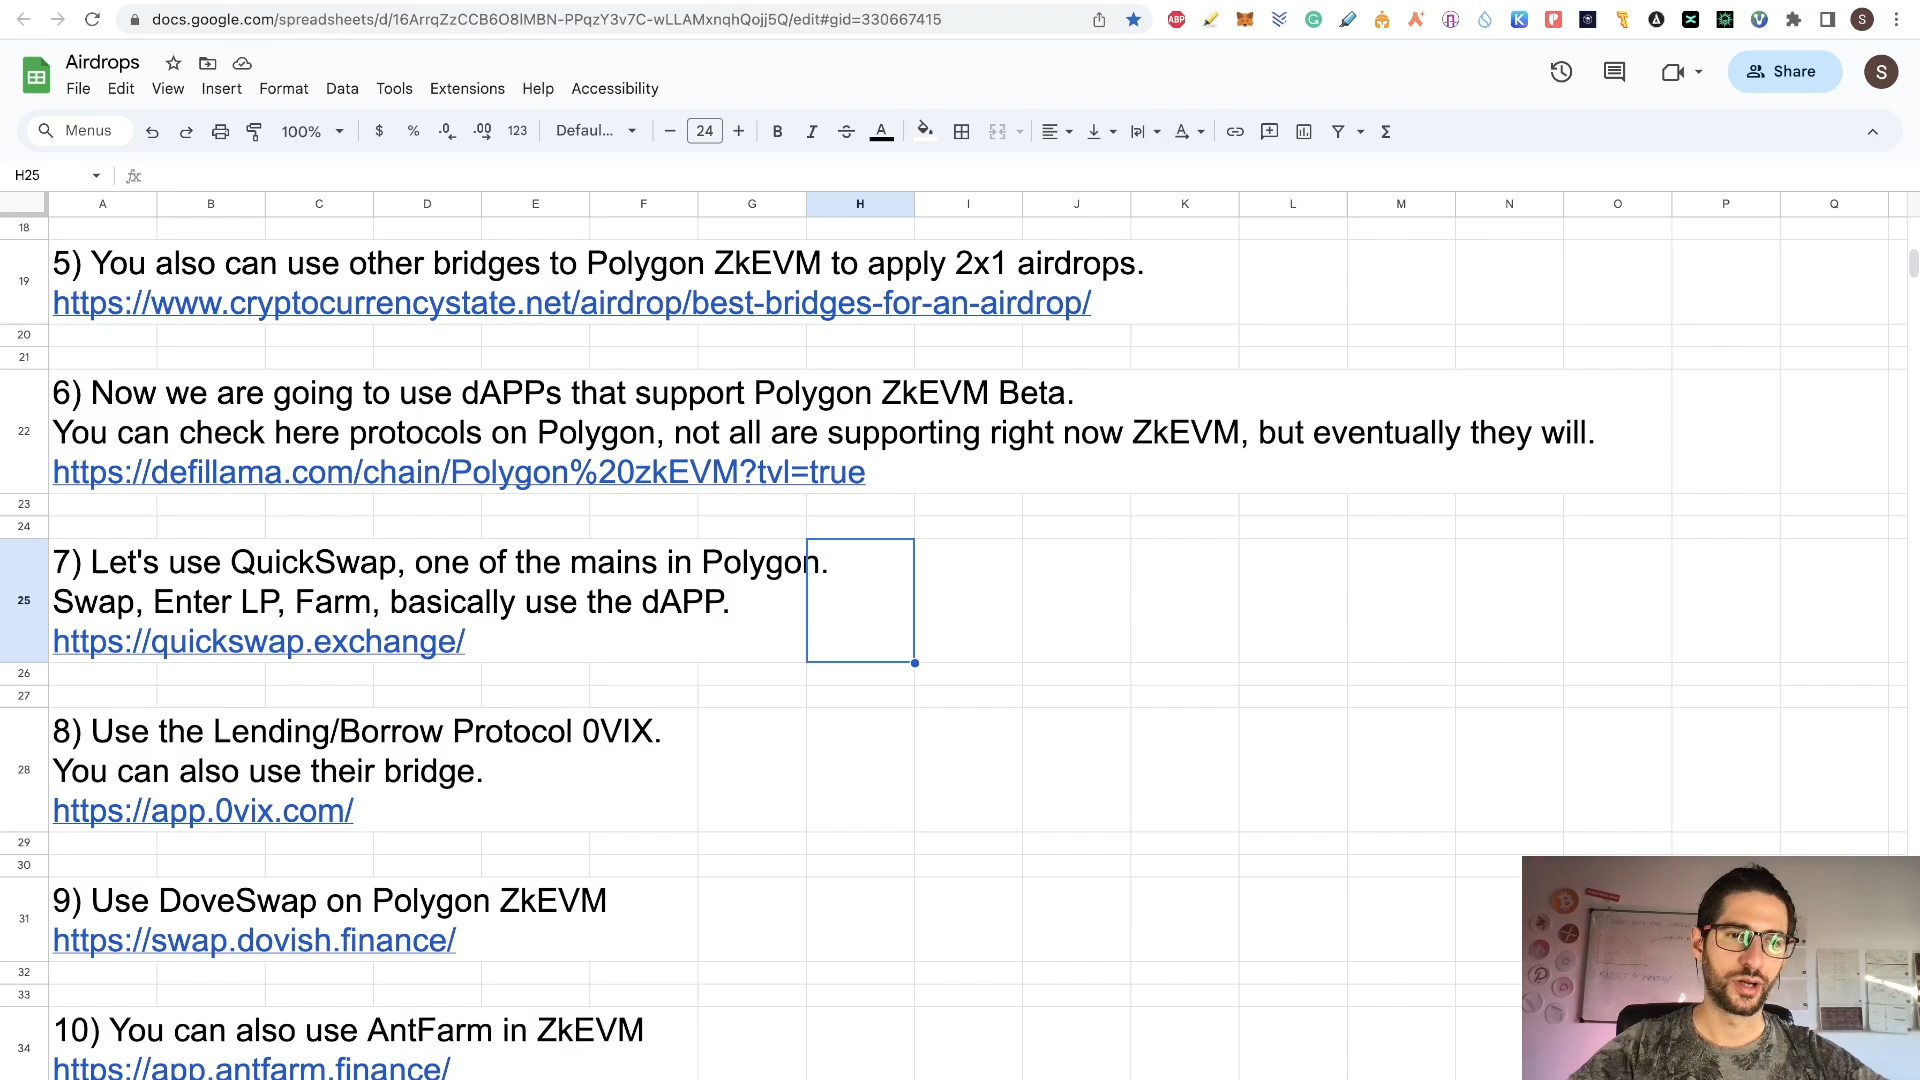 docs.google.com/spreadsheets/d/16ArrqZzCCB6O8lMBN-PPqzY3v7C-wLLAMxnqhQojj5Q/edit#gid=330667415
ABP
S
Airdrops
File Edit View Insert Format Data Tools Extensions Help Accessibility
Share
S
Menus
100%
$ % .0 .00 123
Defaul...
24
H25
A B C D E F G H I J K L M N O P Q
18
19
5) You also can use other bridges to Polygon ZkEVM to apply 2x1 airdrops.
https://www.cryptocurrencystate.net/airdrop/best-bridges-for-an-airdrop/
20
21
6) Now we are going to use dAPPs that support Polygon ZkEVM Beta.
22
You can check here protocols on Polygon, not all are supporting right now ZkEVM, but eventually they will.
https://defillama.com/chain/Polygon%20zkEVM?tvl=true
23
24
7) Let's use QuickSwap, one of the mains in Polygon.
25
Swap, Enter LP, Farm, basically use the dAPP.
https://quickswap.exchange/
26
27
8) Use the Lending/Borrow Protocol 0VIX.
28
You can also use their bridge.
https://app.0vix.com/
29
30
9) Use DoveSwap on Polygon ZkEVM
31
https://swap.dovish.finance/
32
33
10) You can also use AntFarm in ZkEVM
34
https://app.antfarm.finance/